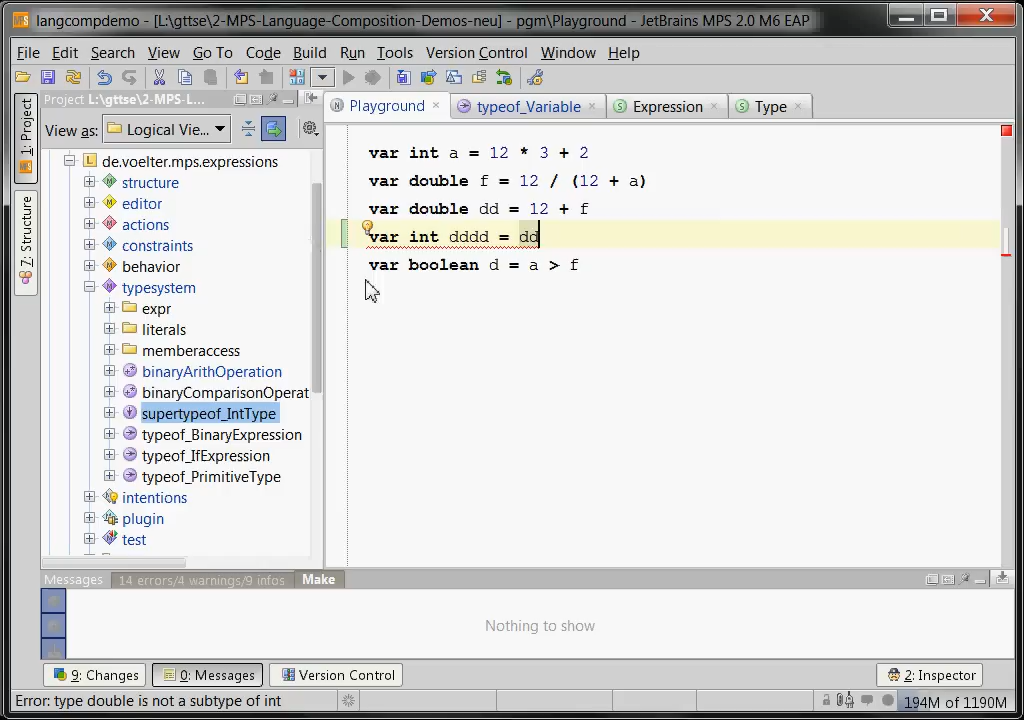 langcompdemo - [L:\gttse\2-MPS-Language-Composition-Demos-neu] - pgm\Playground - JetBrains MPS 2.0 M6 EAP
File Edit Search View Go To Code Build Run Tools Version Control Window Help
Project L:\gttse\2-MPS-L...
View as: Logical Vie...
1: Project
Z: Structure
de.voelter.mps.expressions
structure
editor
actions
constraints
behavior
typesystem
expr
literals
memberaccess
binaryArithOperation
binaryComparisonOperat
supertypeof_IntType
typeof_BinaryExpression
typeof_IfExpression
typeof_PrimitiveType
intentions
plugin
test
Playground typeof_Variable Expression Type
var int a = 12 * 3 + 2
var double f = 12 / (12 + a)
var double dd = 12 + f
var int dddd = dd
var boolean d = a > f
Messages 14 errors/4 warnings/9 infos Make
Nothing to show
9: Changes 0: Messages Version Control 2: Inspector
Error: type double is not a subtype of int
194M of 1190M